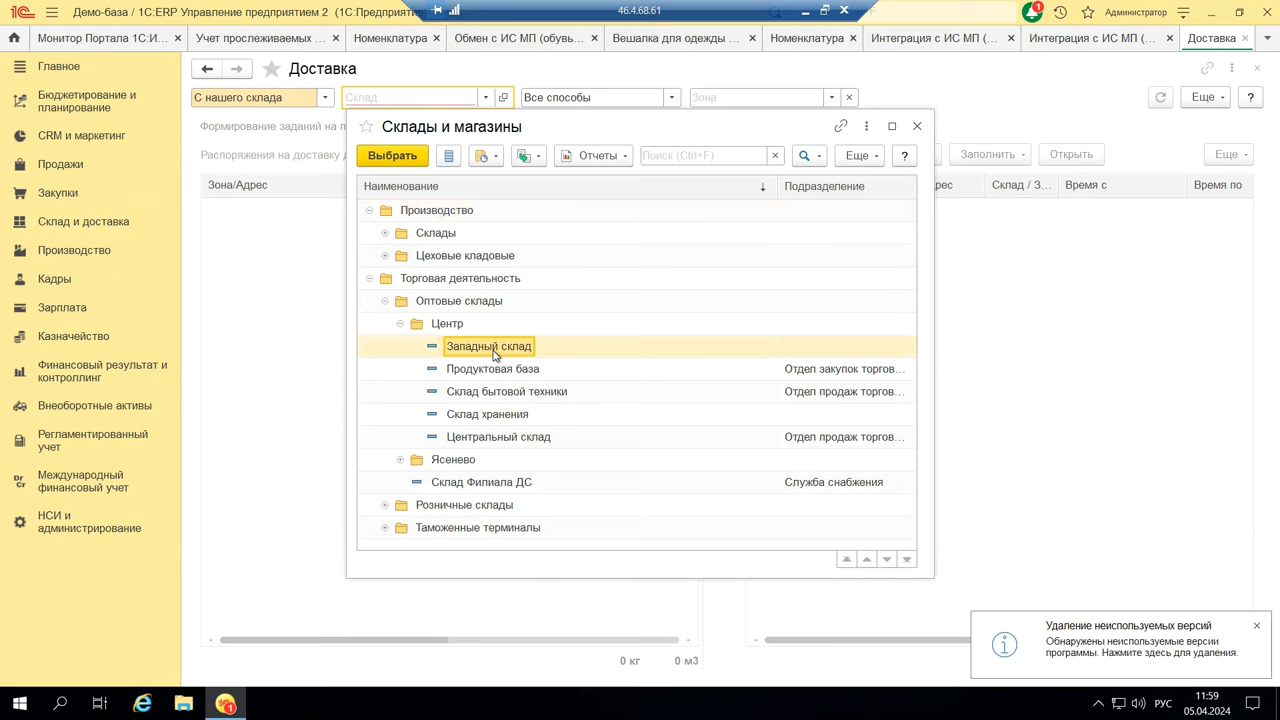 Демо-база / 1С:ERP Управление предприятием 2 (1С:Предприятие
46.4.68.61
1
Администратор
Монитор Портала 1С:И...
Учет прослеживаемых ...
Номенклатура
Обмен с ИС МП (обувь...
Вешалка для одежды ...
Номенклатура
Интеграция с ИС МП (...
Интеграция с ИС МП (...
Доставка
Главное
Бюджетирование и
планирование
CRM и маркетинг
Продажи
Закупки
Склад и доставка
Производство
Кадры
Зарплата
Казначейство
Финансовый результат и
контроллинг
Внеоборотные активы
Регламентированный
учет
Международный
финансовый учет
НСИ и
администрирование
Доставка
С нашего склада
Склад
Все способы
Зона
Еще
?
Формирование заданий на п
Распоряжения на доставку д
Заполнить
Открыть
Еще
Зона/Адрес
рес
Склад / З...
Время с
Время по
Склады и магазины
Выбрать
Отчеты
Поиск (Ctrl+F)
Еще
?
Наименование
Подразделение
Производство
Склады
Цеховые кладовые
Торговая деятельность
Оптовые склады
Центр
Западный склад
Продуктовая база
Отдел закупок торгов...
Склад бытовой техники
Отдел продаж торгов...
Склад хранения
Центральный склад
Отдел продаж торгов...
Ясенево
Склад Филиала ДС
Служба снабжения
Розничные склады
Таможенные терминалы
0 кг
0 м3
Удаление неиспользуемых версий
Обнаружены неиспользуемые версии
программы. Нажмите здесь для удаления.
1
РУС
11:59
05.04.2024